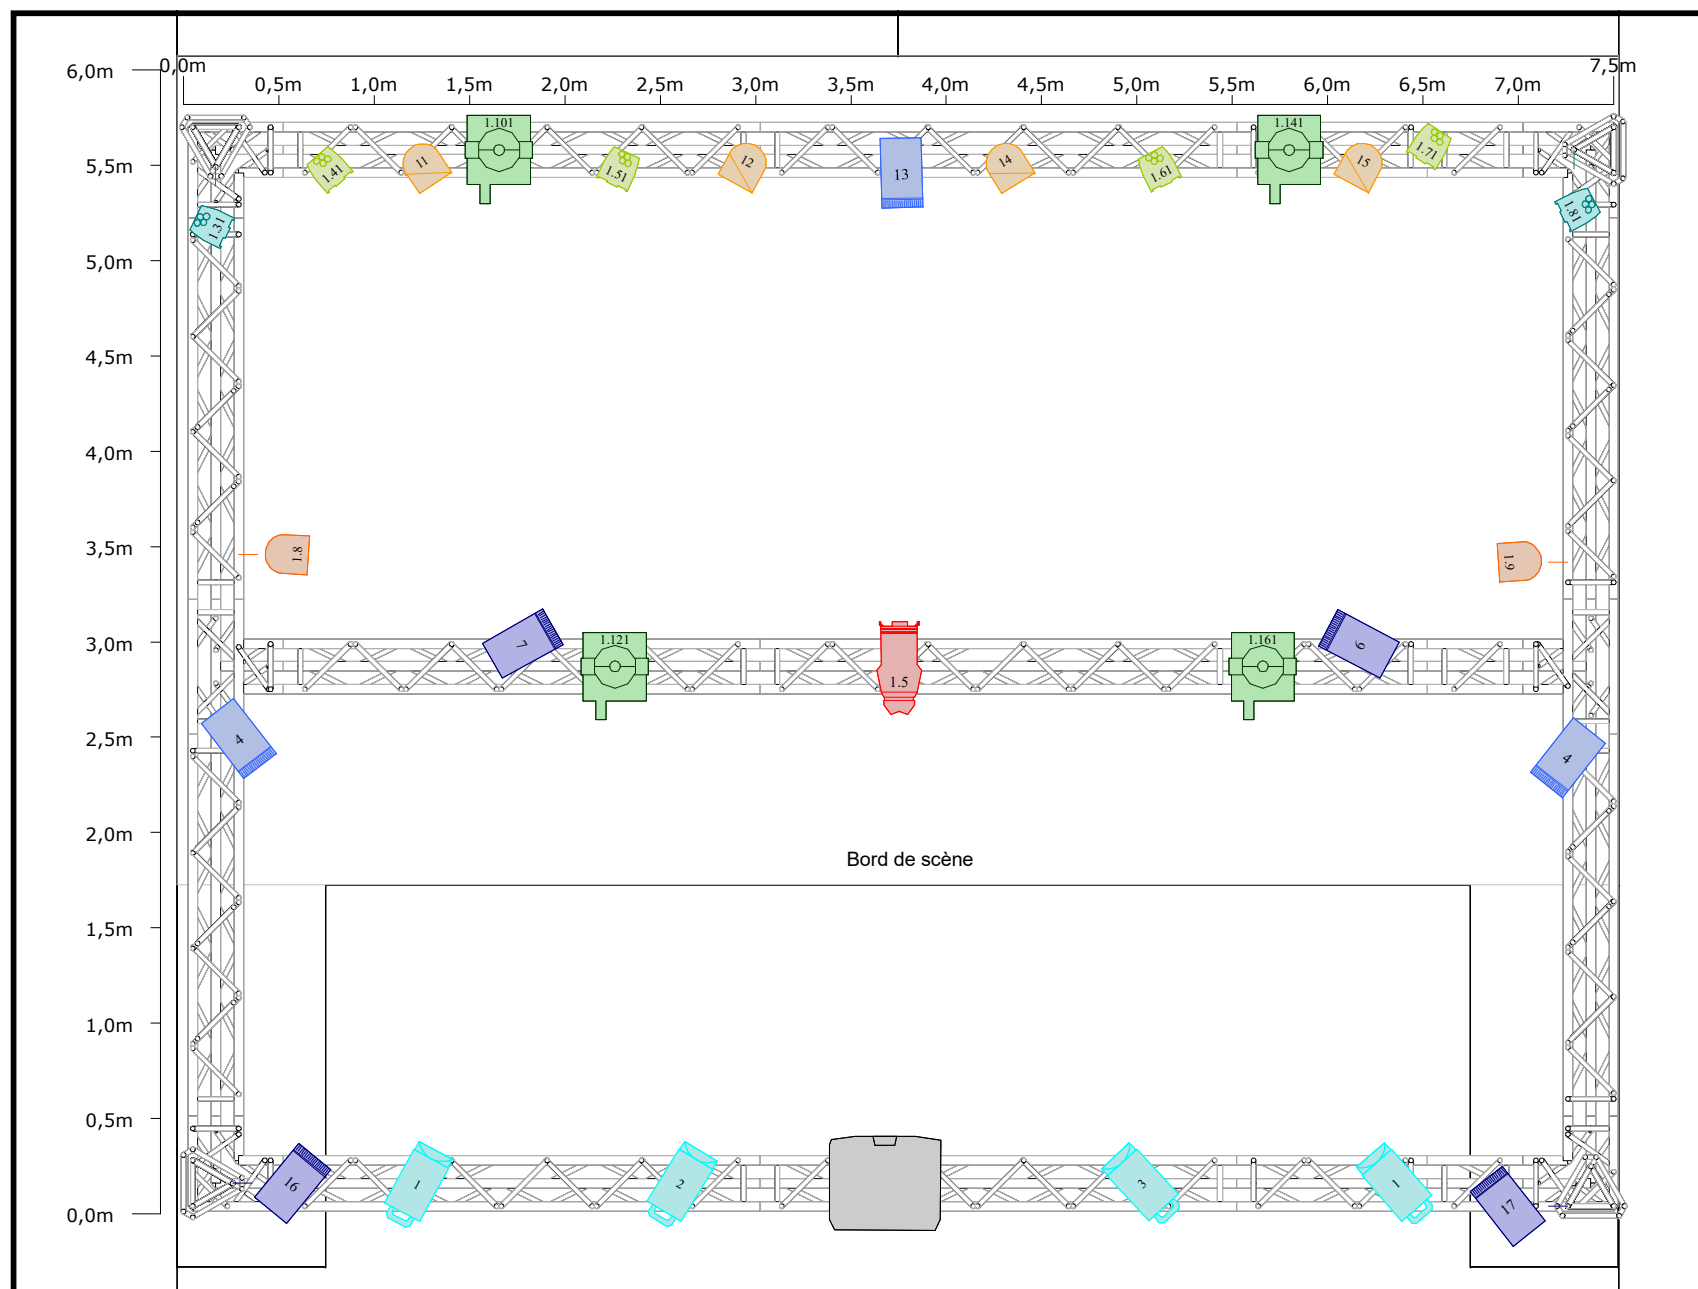 0,0m
7,5m
6,0m
0,5m
1,0m
1,5m
2,0m
2,5m
3,0m
3,5m
4,0m
4,5m
5,0m
5,5m
6,0m
6,5m
7,0m
1.101
1.141
5,5m
1.41
11
1.51
12
13
14
1.61
15
1.71
1.31
1.81
5,0m
4,5m
4,0m
3,5m
1.8
1.9
3,0m
7
1.121
1.5
1.161
9
2,5m
4
4
2,0m
Bord de scène
1,5m
1,0m
0,5m
0,0m
16
1
2
3
1
17